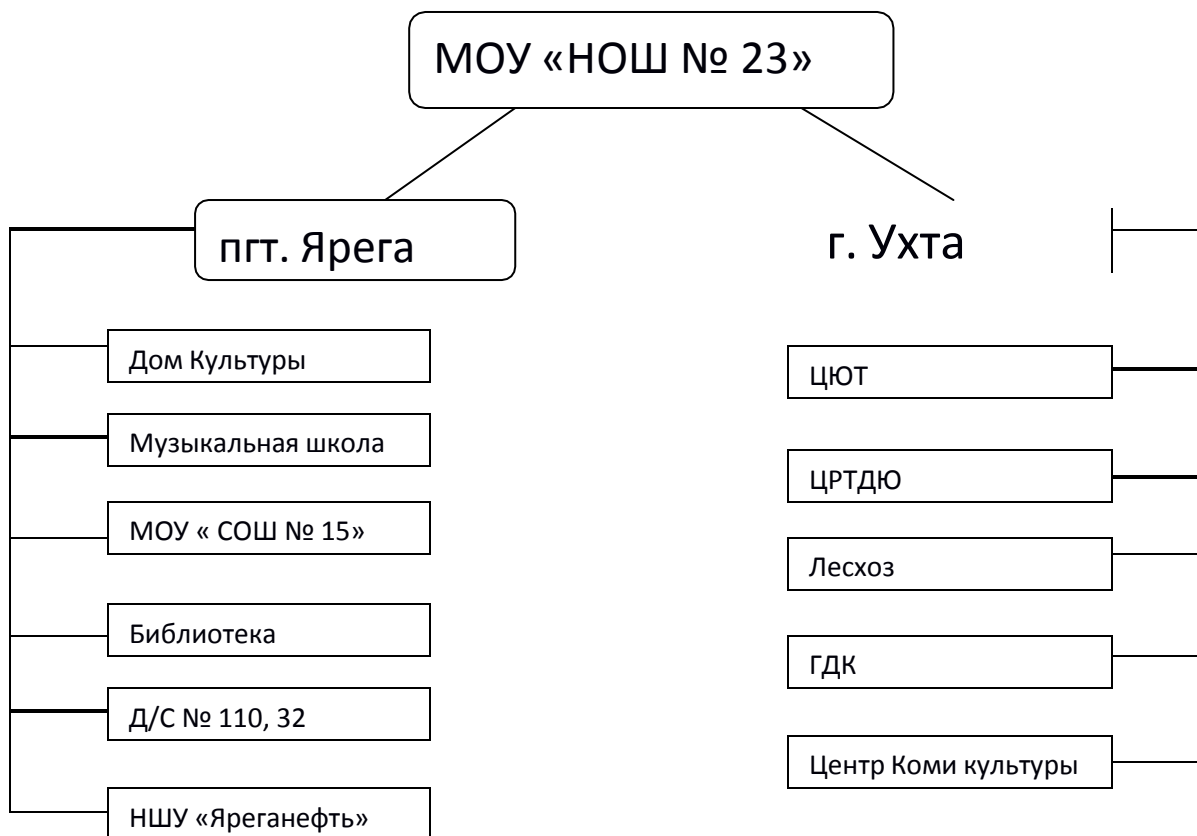 МОУ «НОШ № 23»
пгт. Ярега
г. Ухта
Дом Культуры
Музыкальная школа
МОУ « СОШ № 15»
Библиотека
Д/С № 110, 32
НШУ «Яреганефть»
ЦЮТ
ЦРТДЮ
Лесхоз
ГДК
Центр Коми культуры